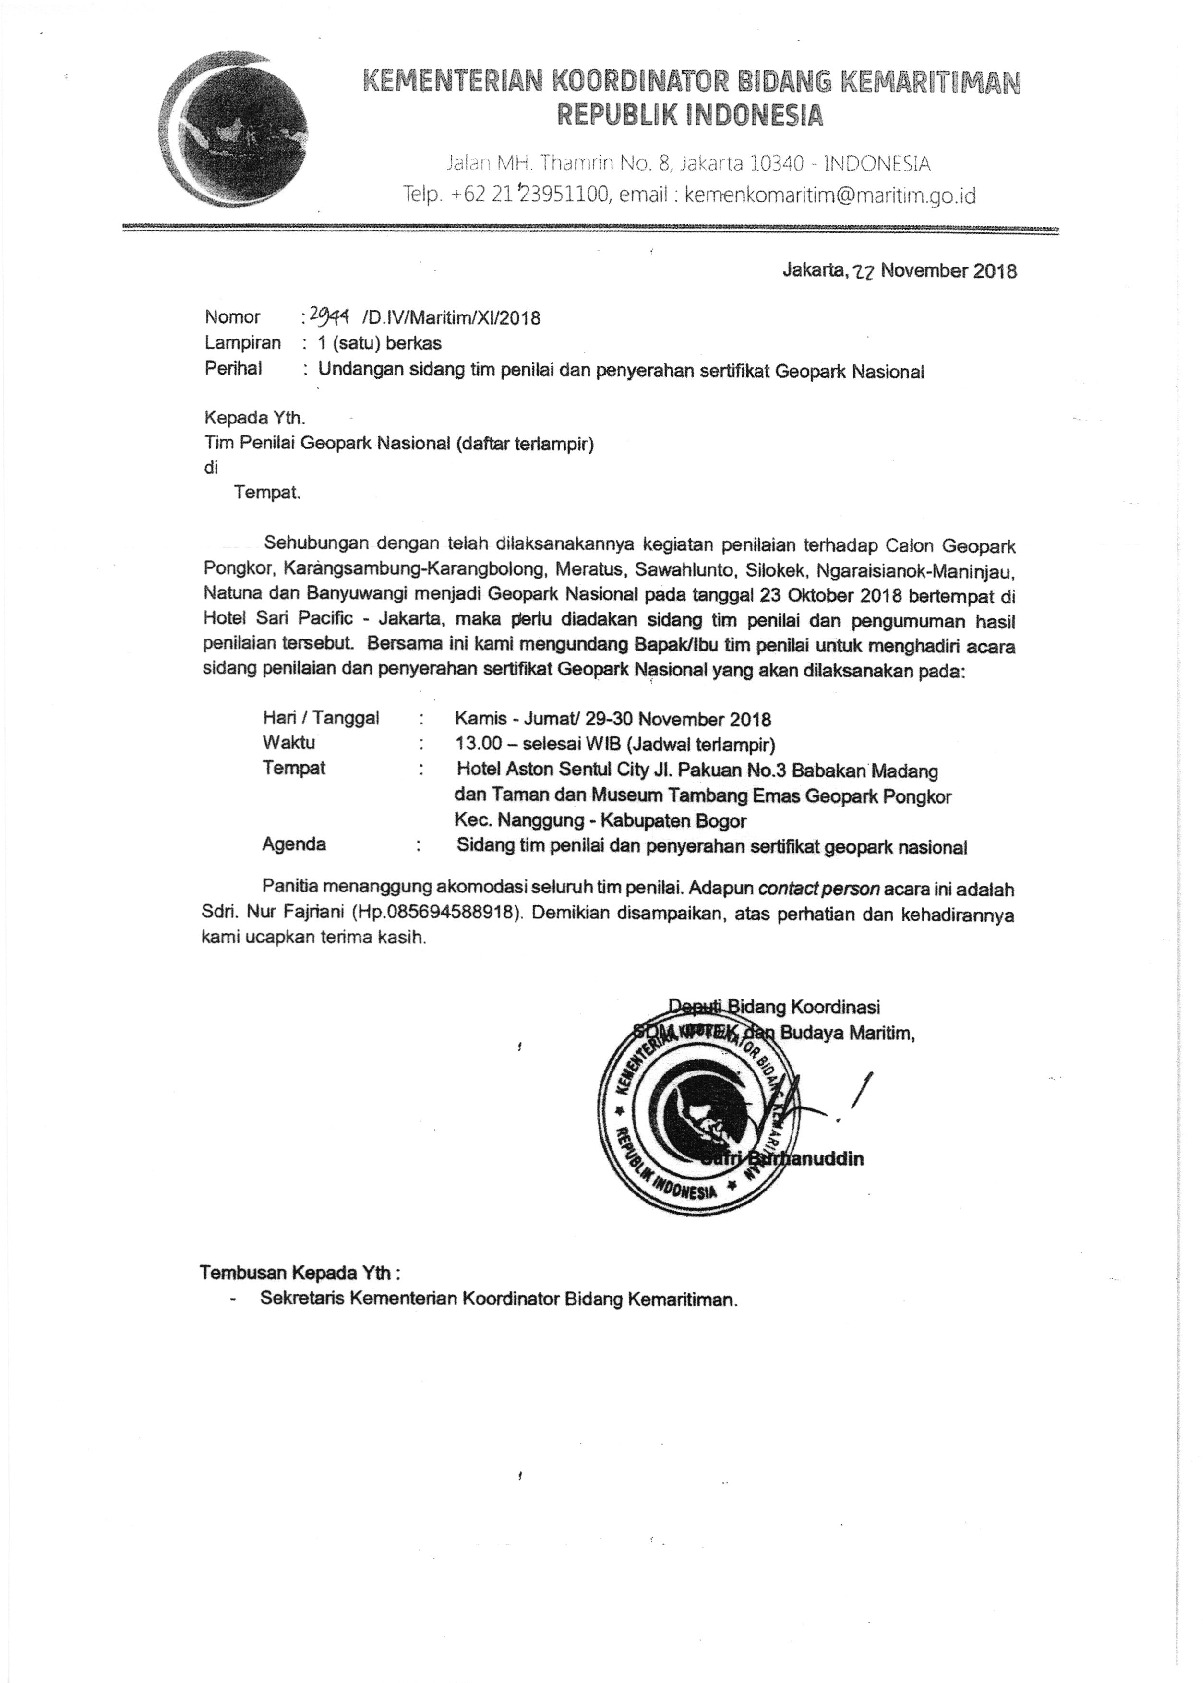 KEMENTERIAN KOORDINATOR BIDANG KEMARITIMAN
REPUBLIK INDONESIA
Jalan MH. Thamrin No. 8, Jakarta 10340 - INDONESIA
Telp. +62 21 23951100, email : kemenkomaritim@maritim.go.id
Jakarta, 22 November 2018
Nomor : 2944 /D.IV/Maritim/XI/2018
Lampiran : 1 (satu) berkas
Perihal : Undangan sidang tim penilai dan penyerahan sertifikat Geopark Nasional
Kepada Yth.
Tim Penilai Geopark Nasional (daftar terlampir)
di
Tempat.
Sehubungan dengan telah dilaksanakannya kegiatan penilaian terhadap Calon Geopark
Pongkor, Karangsambung-Karangbolong, Meratus, Sawahlunto, Silokek, Ngaraisianok-Maninjau,
Natuna dan Banyuwangi menjadi Geopark Nasional pada tanggal 23 Oktober 2018 bertempat di
Hotel Sari Pacific - Jakarta, maka perlu diadakan sidang tim penilai dan pengumuman hasil
penilaian tersebut. Bersama ini kami mengundang Bapak/Ibu tim penilai untuk menghadiri acara
sidang penilaian dan penyerahan sertifikat Geopark Nasional yang akan dilaksanakan pada:
Hari / Tanggal : Kamis - Jumat/ 29-30 November 2018
Waktu : 13.00 – selesai WIB (Jadwal terlampir)
Tempat : Hotel Aston Sentul City Jl. Pakuan No.3 Babakan Madang
dan Taman dan Museum Tambang Emas Geopark Pongkor
Kec. Nanggung - Kabupaten Bogor
Agenda : Sidang tim penilai dan penyerahan sertifikat geopark nasional
Panitia menanggung akomodasi seluruh tim penilai. Adapun contact person acara ini adalah
Sdri. Nur Fajriani (Hp.085694588918). Demikian disampaikan, atas perhatian dan kehadirannya
kami ucapkan terima kasih.
Deputi Bidang Koordinasi
SDM, IPTEK dan Budaya Maritim,
KEMENTERIAN KOORDINATOR BIDANG KEMARITIMAN
REPUBLIK INDONESIA
Safri Burhanuddin
Tembusan Kepada Yth :
- Sekretaris Kementerian Koordinator Bidang Kemaritiman.